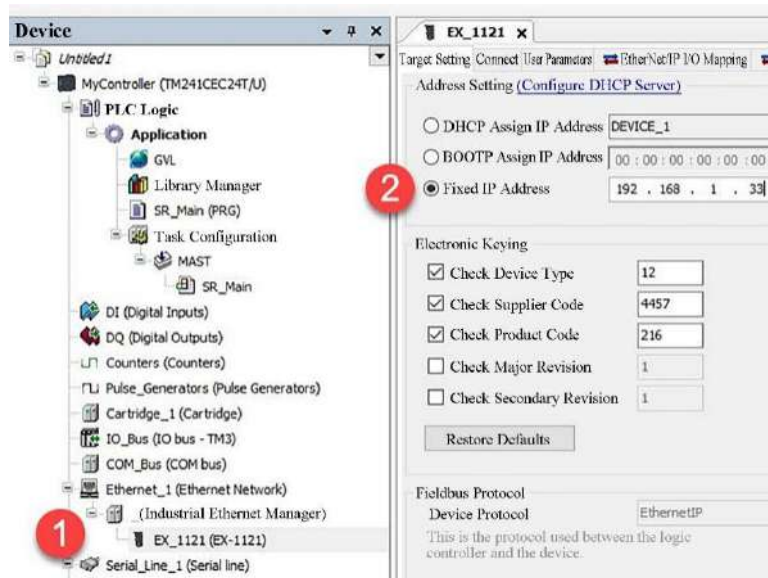 Device
Untitled1
MyController (TM241CEC24T/U)
PLC Logic
Application
GVL
Library Manager
SR_Main (PRG)
Task Configuration
MAST
SR_Main
DI (Digital Inputs)
DQ (Digital Outputs)
Counters (Counters)
Pulse_Generators (Pulse Generators)
Cartridge_1 (Cartridge)
IO_Bus (IO bus - TM3)
COM_Bus (COM bus)
Ethernet_1 (Ethernet Network)
_(Industrial Ethernet Manager)
1
EX_1121 (EX-1121)
Serial_Line_1 (Serial line)
EX_1121
Target Setting Connect User Parameters EtherNet/IP I/O Mapping
Address Setting (Configure DHCP Server)
DHCP Assign IP Address DEVICE_1
BOOTP Assign IP Address 00 : 00 : 00 : 00 : 00 : 00
2
Fixed IP Address 192 . 168 . 1 . 33
Electronic Keying
Check Device Type 12
Check Supplier Code 4457
Check Product Code 216
Check Major Revision 1
Check Secondary Revision 1
Restore Defaults
Fieldbus Protocol
Device Protocol EthernetIP
This is the protocol used between the logic
controller and the device.